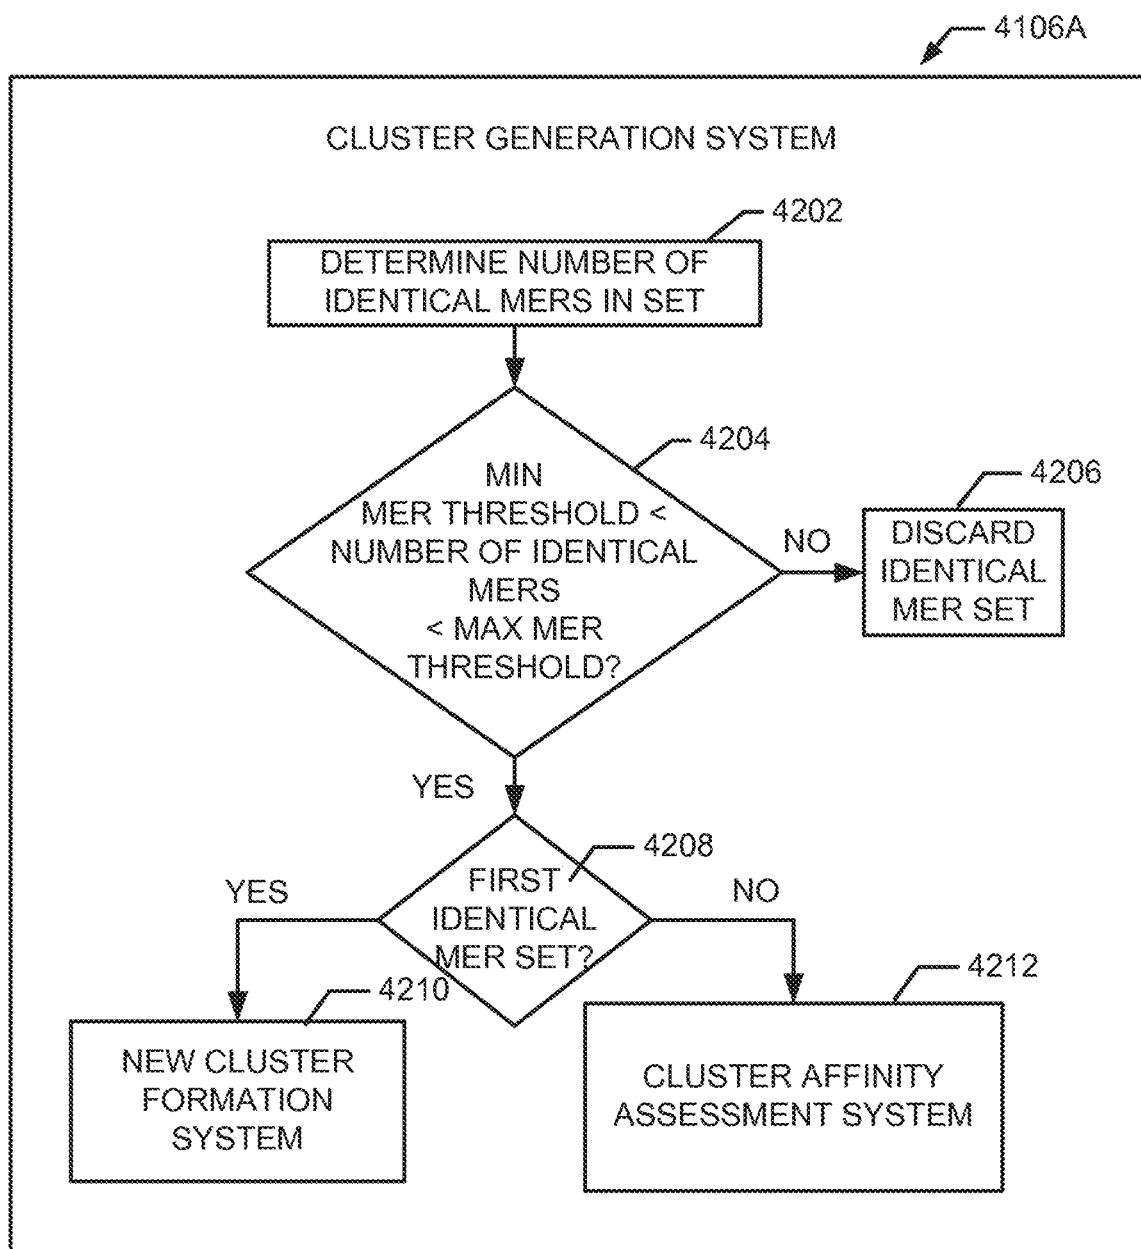 4106A
CLUSTER GENERATION SYSTEM
4202
DETERMINE NUMBER OF
IDENTICAL MERS IN SET
4204
MIN
MER THRESHOLD <
NUMBER OF IDENTICAL
MERS
< MAX MER
THRESHOLD?
NO
4206
DISCARD
IDENTICAL
MER SET
YES
4208
FIRST
IDENTICAL
MER SET?
YES
NO
4210
NEW CLUSTER
FORMATION
SYSTEM
4212
CLUSTER AFFINITY
ASSESSMENT SYSTEM